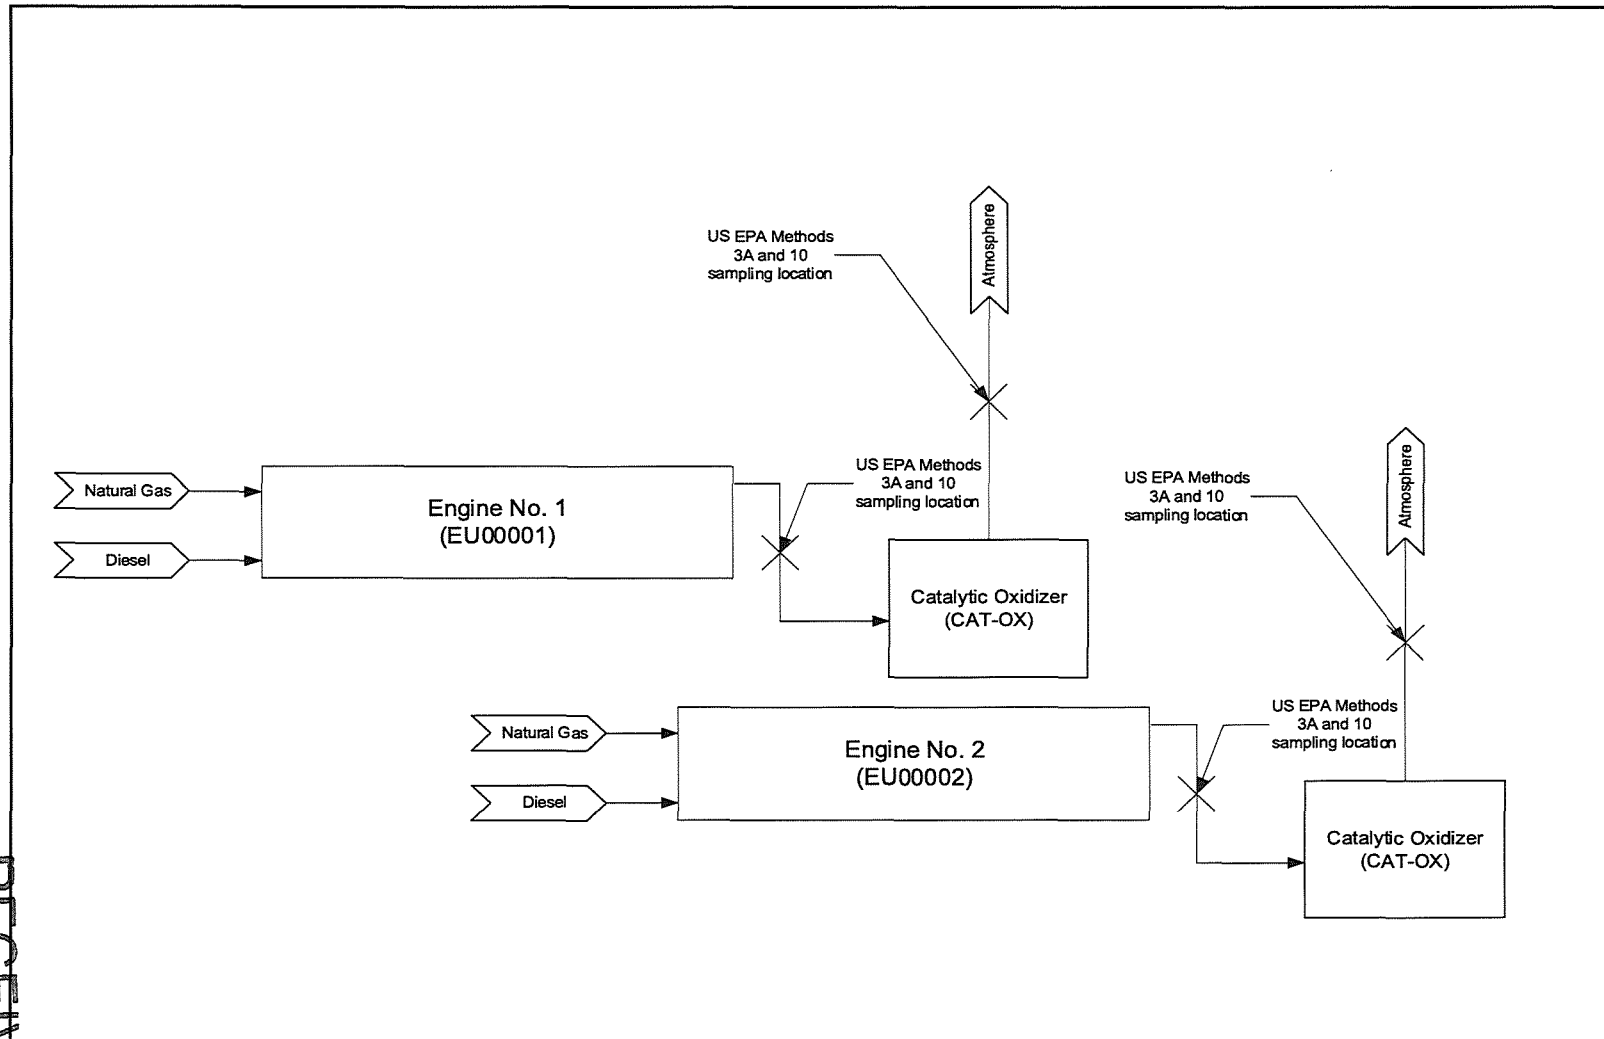 US EPA Methods
3A and 10
sampling location
Atmosphere
Natural Gas
Diesel
Engine No. 1
(EU00001)
US EPA Methods
3A and 10
sampling location
Catalytic Oxidizer
(CAT-OX)
US EPA Methods
3A and 10
sampling location
Atmosphere
Natural Gas
Diesel
Engine No. 2
(EU00002)
US EPA Methods
3A and 10
sampling location
Catalytic Oxidizer
(CAT-OX)